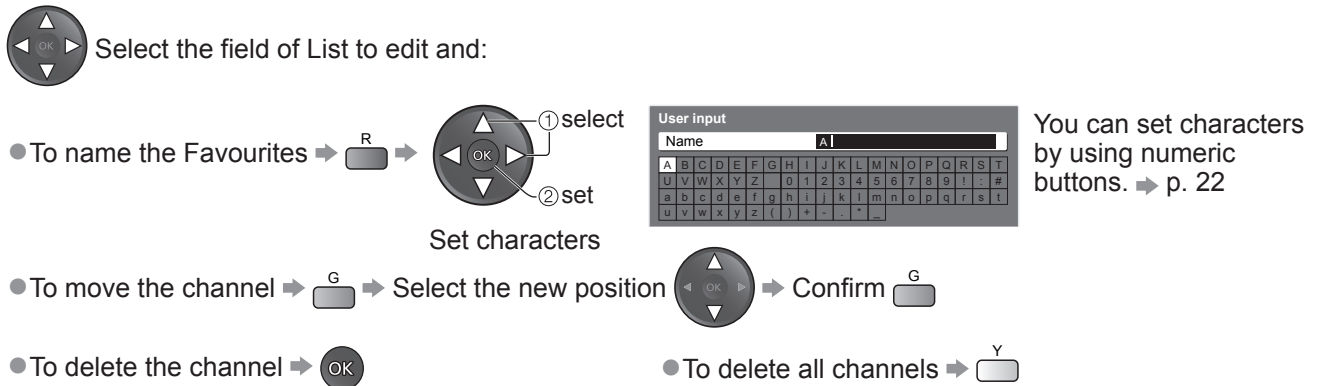 OK Select the field of List to edit and:
●To name the Favourites ➡ R ➡ OK ①select ②set
Set characters
User input
Name A
A B C D E F G H I J K L M N O P Q R S T
U V W X Y Z 0 1 2 3 4 5 6 7 8 9 ! : #
a b c d e f g h i j k l m n o p q r s t
u v w x y z ( ) + - . * _
You can set characters
by using numeric
buttons. ➡ p. 22
●To move the channel ➡ G ➡ Select the new position OK ➡ Confirm G
●To delete the channel ➡ OK
●To delete all channels ➡ Y